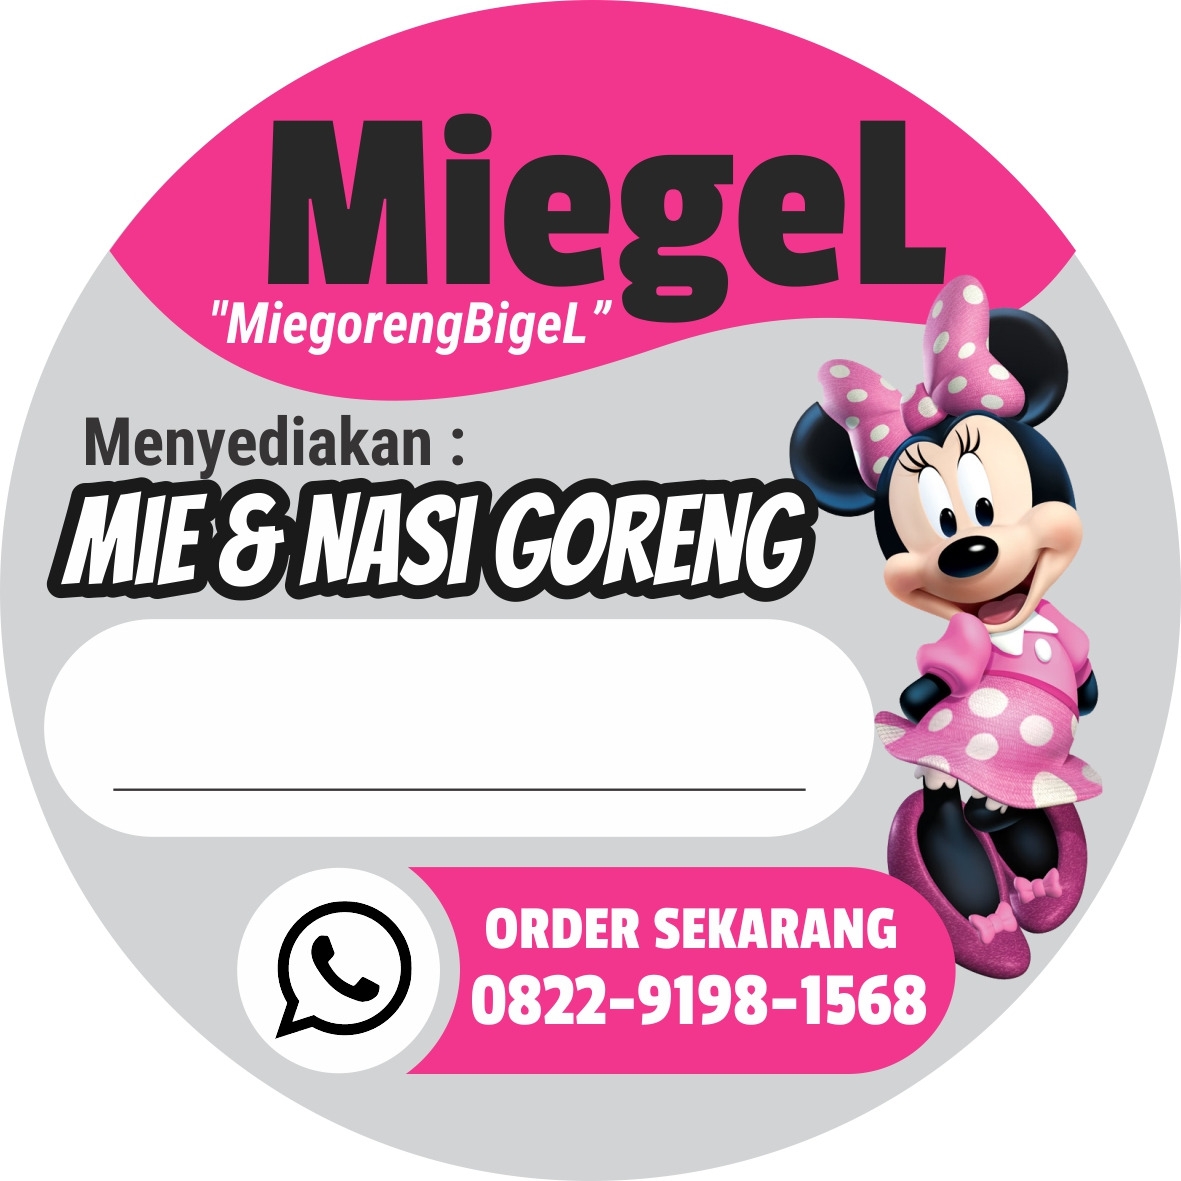 MiegeL
"MiegorengBigeL”
Menyediakan :
MIE & NASI GORENG
ORDER SEKARANG
0822-9198-1568